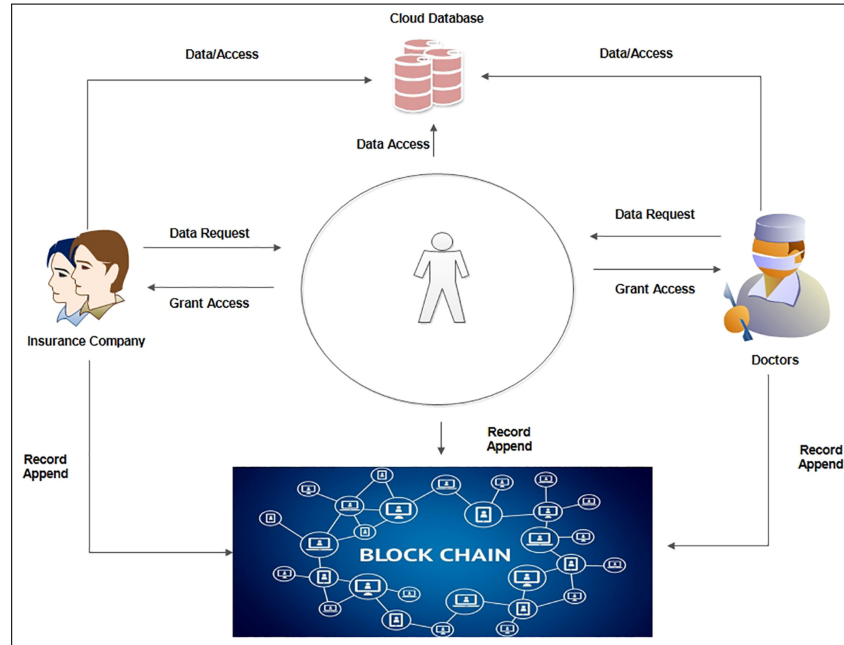 Cloud Database
Data/Access
Data/Access
Data Access
Data Request
Data Request
Grant Access
Grant Access
Insurance Company
Doctors
Record
Append
Record
Append
Record
Append
BLOCK CHAIN